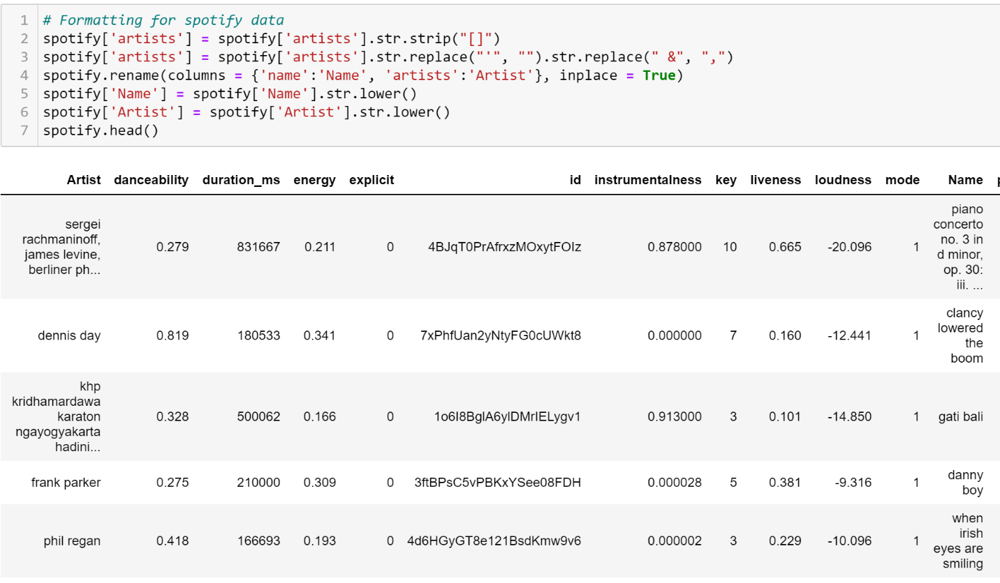 1 # Formatting for spotify data
2 spotify['artists'] = spotify['artists'].str.strip("[]")
3 spotify['artists'] = spotify['artists'].str.replace("'", "").str.replace(" &", ",")
4 spotify.rename(columns = {'name':'Name', 'artists':'Artist'}, inplace = True)
5 spotify['Name'] = spotify['Name'].str.lower()
6 spotify['Artist'] = spotify['Artist'].str.lower()
7 spotify.head()
Artist danceability duration_ms energy explicit id instrumentalness key liveness loudness mode Name
sergei
rachmaninoff,
james levine,
berliner ph...
0.279 831667 0.211 0 4BJqT0PrAfrxzMOxytFOIz 0.878000 10 0.665 -20.096 1
piano
concerto
no. 3 in
d minor,
op. 30:
iii. ...
dennis day 0.819 180533 0.341 0 7xPhfUan2yNtyFG0cUWkt8 0.000000 7 0.160 -12.441 1
clancy
lowered
the
boom
khp
kridhamardawa
karaton
ngayogyakarta
hadini...
0.328 500062 0.166 0 1o6I8BglA6ylDMrIELygv1 0.913000 3 0.101 -14.850 1 gati bali
frank parker 0.275 210000 0.309 0 3ftBPsC5vPBKxYSee08FDH 0.000028 5 0.381 -9.316 1
danny
boy
phil regan 0.418 166693 0.193 0 4d6HGyGT8e121BsdKmw9v6 0.000002 3 0.229 -10.096 1
when
irish
eyes are
smiling